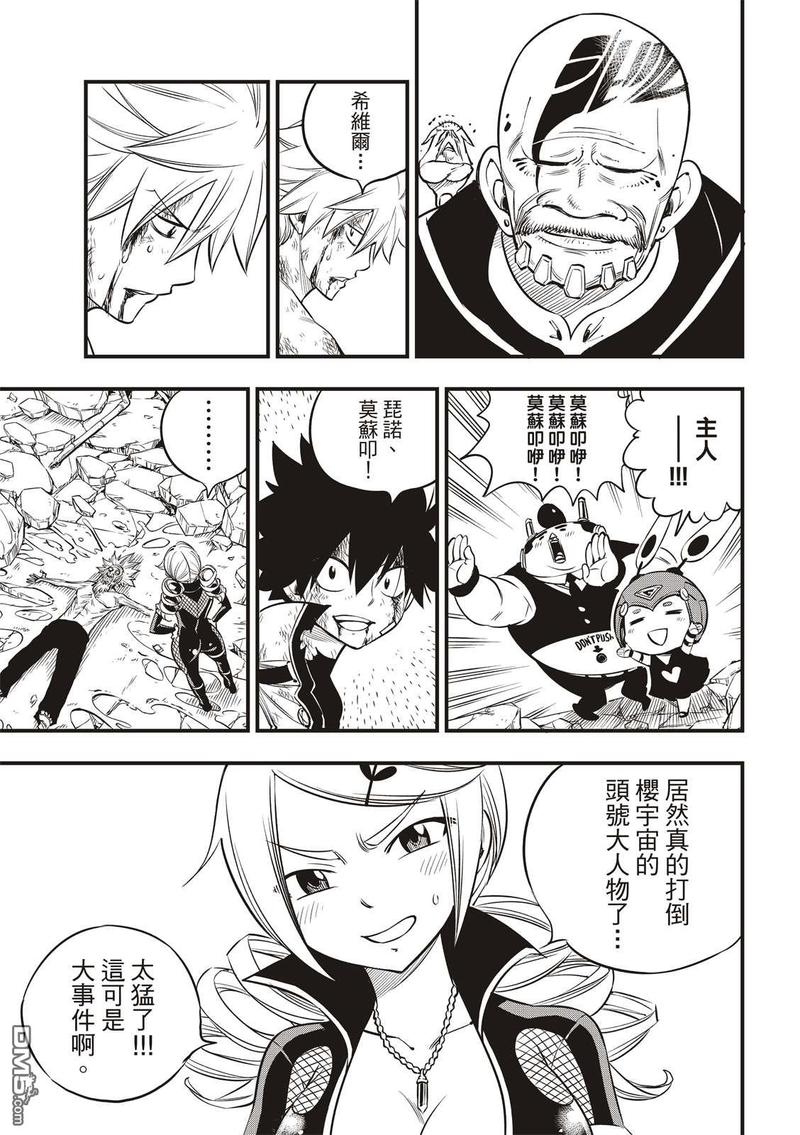 希維爾…
主人
——!!!
莫蘇叩咿!
莫蘇叩咿!
莫蘇叩咿!
DON'T PUSH
琵諾、
莫蘇叩!
………
居然真的打倒
櫻宇宙的
頭號大人物了…
太猛了!!!
這可是
大事件啊。
DM5.com